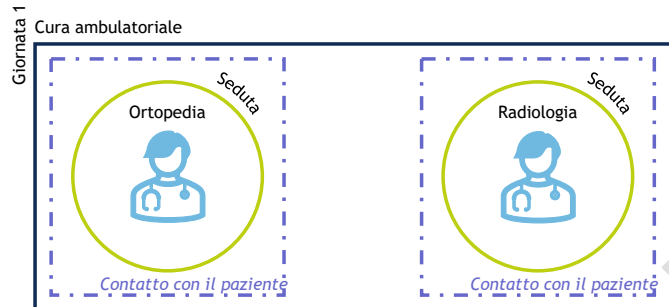 Giornata 1
Cura ambulatoriale
Seduta
Ortopedia
Contatto con il paziente
Seduta
Radiologia
Contatto con il paziente